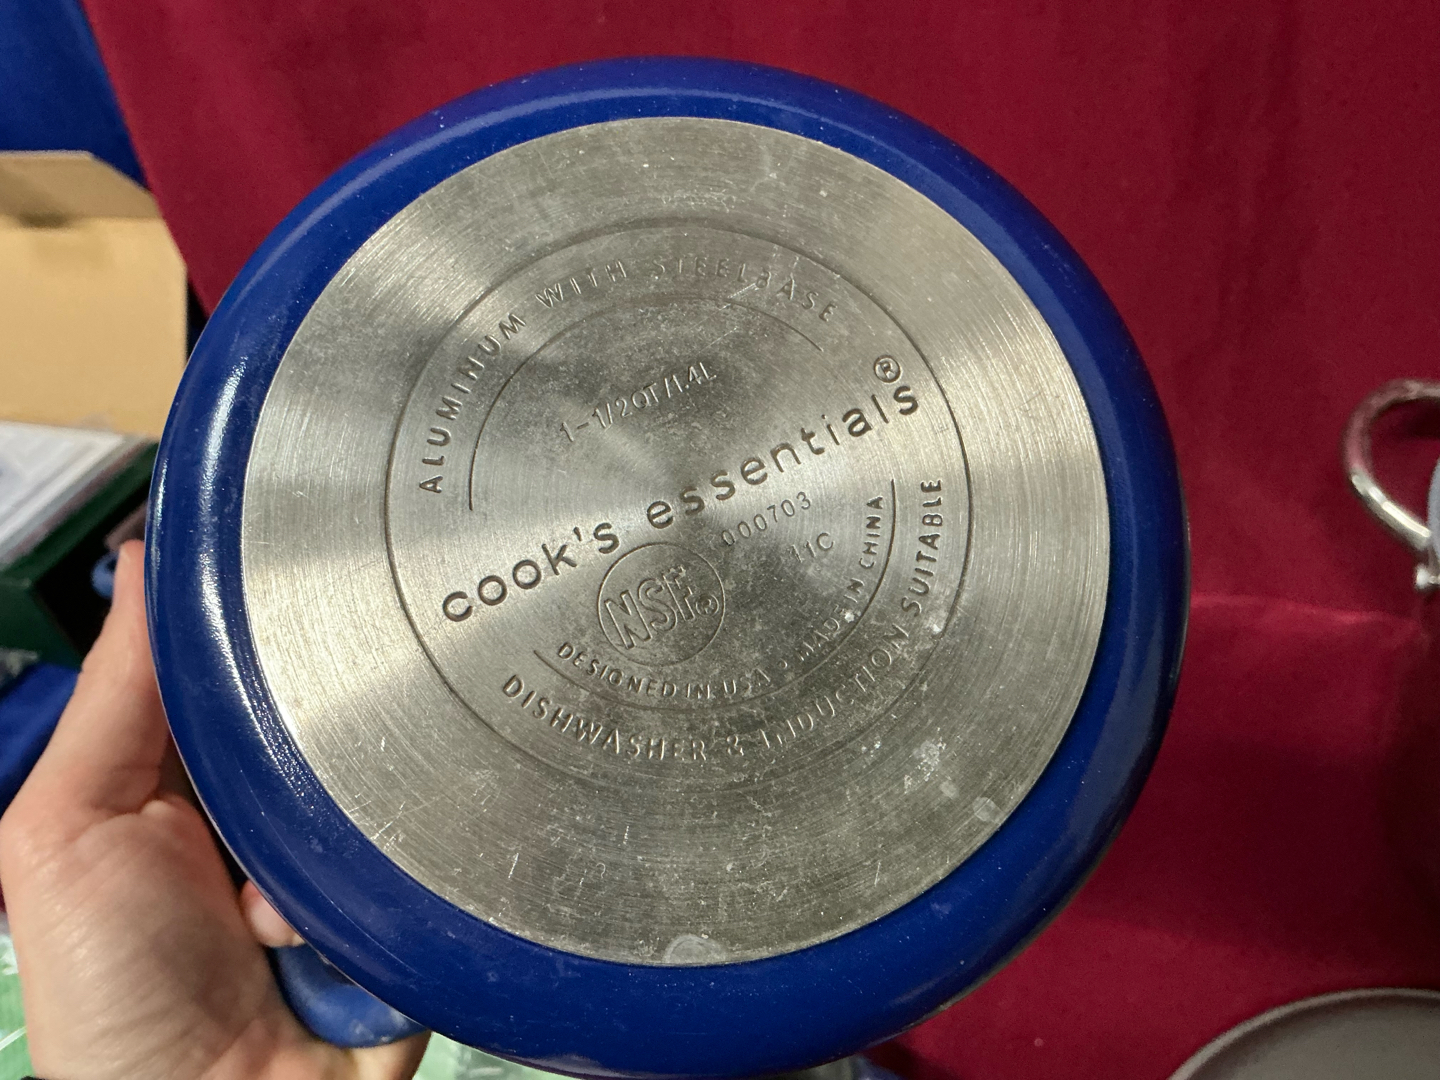 ALUMINUM WITH STEELBASE
1-1/2QT/1.4L
cook's essentials®
000703
11C
NSF®
DESIGNED IN USA • MADE IN CHINA
DISHWASHER & INDUCTION SUITABLE